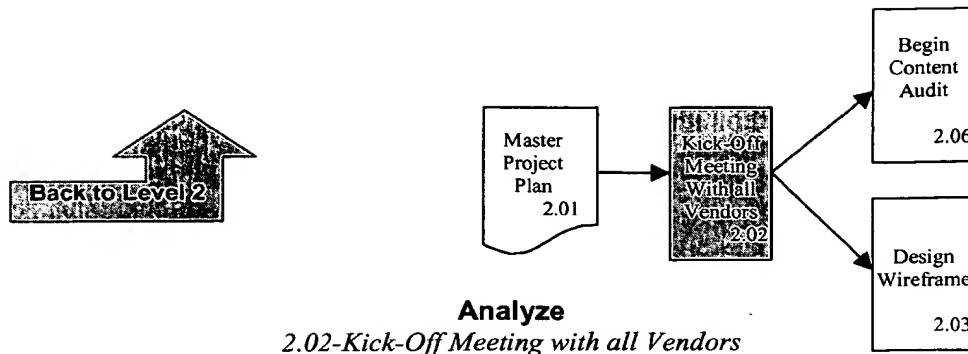 Back to Level 2
Master
Project
Plan
2.01
Kick-Off
Meeting
With all
Vendors
2.02
Begin
Content
Audit
2.06
Design
Wireframe
2.03
Analyze
2.02-Kick-Off Meeting with all Vendors